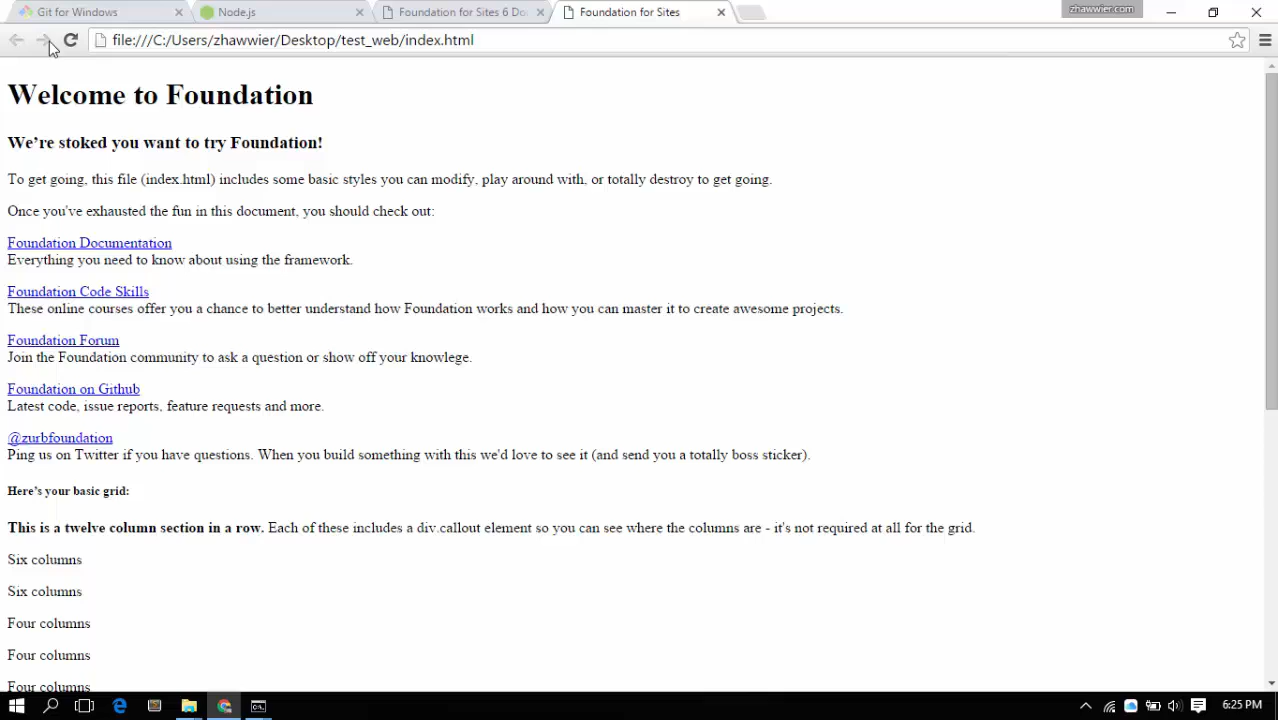 Git for Windows
Node.js
Foundation for Sites 6 Do
Foundation for Sites
zhawwier.com
file:///C:/Users/zhawwier/Desktop/test_web/index.html
Welcome to Foundation
We're stoked you want to try Foundation!
To get going, this file (index.html) includes some basic styles you can modify, play around with, or totally destroy to get going.
Once you've exhausted the fun in this document, you should check out:
Foundation Documentation
Everything you need to know about using the framework.
Foundation Code Skills
These online courses offer you a chance to better understand how Foundation works and how you can master it to create awesome projects.
Foundation Forum
Join the Foundation community to ask a question or show off your knowlege.
Foundation on Github
Latest code, issue reports, feature requests and more.
@zurbfoundation
Ping us on Twitter if you have questions. When you build something with this we'd love to see it (and send you a totally boss sticker).
Here's your basic grid:
This is a twelve column section in a row. Each of these includes a div.callout element so you can see where the columns are - it's not required at all for the grid.
Six columns
Six columns
Four columns
Four columns
Four columns
6:25 PM